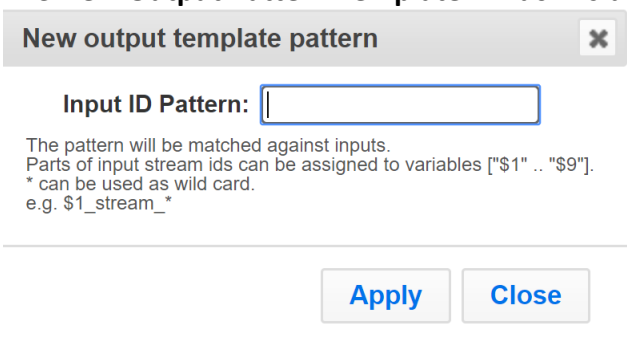 New output template pattern
Input ID Pattern:
The pattern will be matched against inputs.
Parts of input stream ids can be assigned to variables ["$1" .. "$9"].
* can be used as wild card.
e.g. $1_stream_*
Apply Close